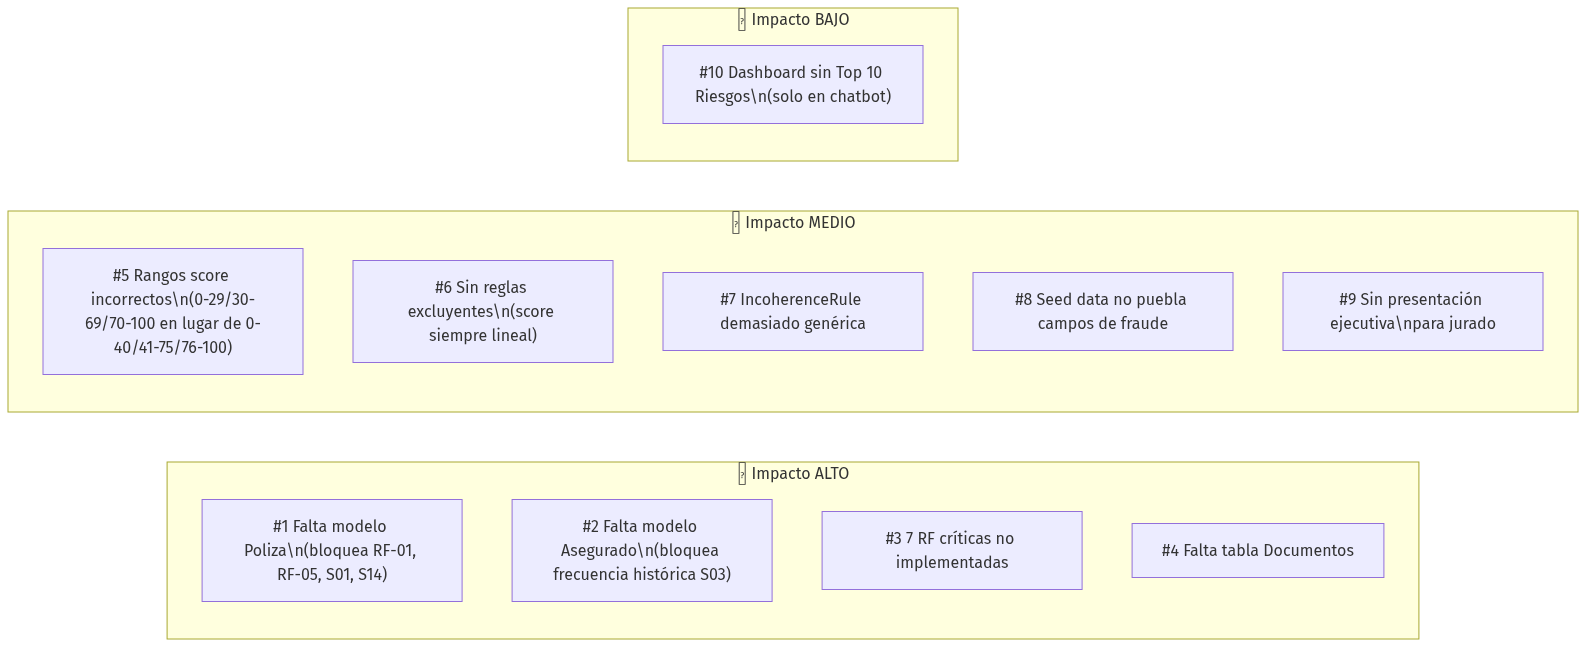 Impacto BAJO
#10 Dashboard sin Top 10
Riesgos\n(solo en chatbot)
Impacto MEDIO
#5 Rangos score
incorrectos\n(0-29/30-
69/70-100 en lugar de 0-
40/41-75/76-100)
#6 Sin reglas
excluyentes\n(score
siempre lineal)
#7 IncoherenceRule
demasiado genérica
#8 Seed data no puebla
campos de fraude
#9 Sin presentación
ejecutiva\npara jurado
Impacto ALTO
#1 Falta modelo
Poliza\n(bloquea RF-01,
RF-05, S01, S14)
#2 Falta modelo
Asegurado\n(bloquea
frecuencia histórica S03)
#3 7 RF críticas no
implementadas
#4 Falta tabla Documentos